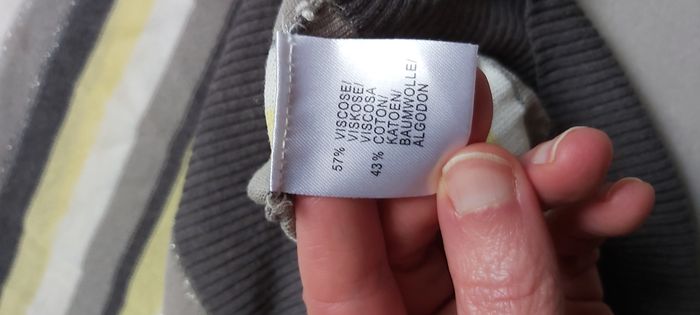 57% VISCOSE/
VISKOSE/
VISCOSA
43% COTON/
KATOEN/
BAUMWOLLE/
ALGODON